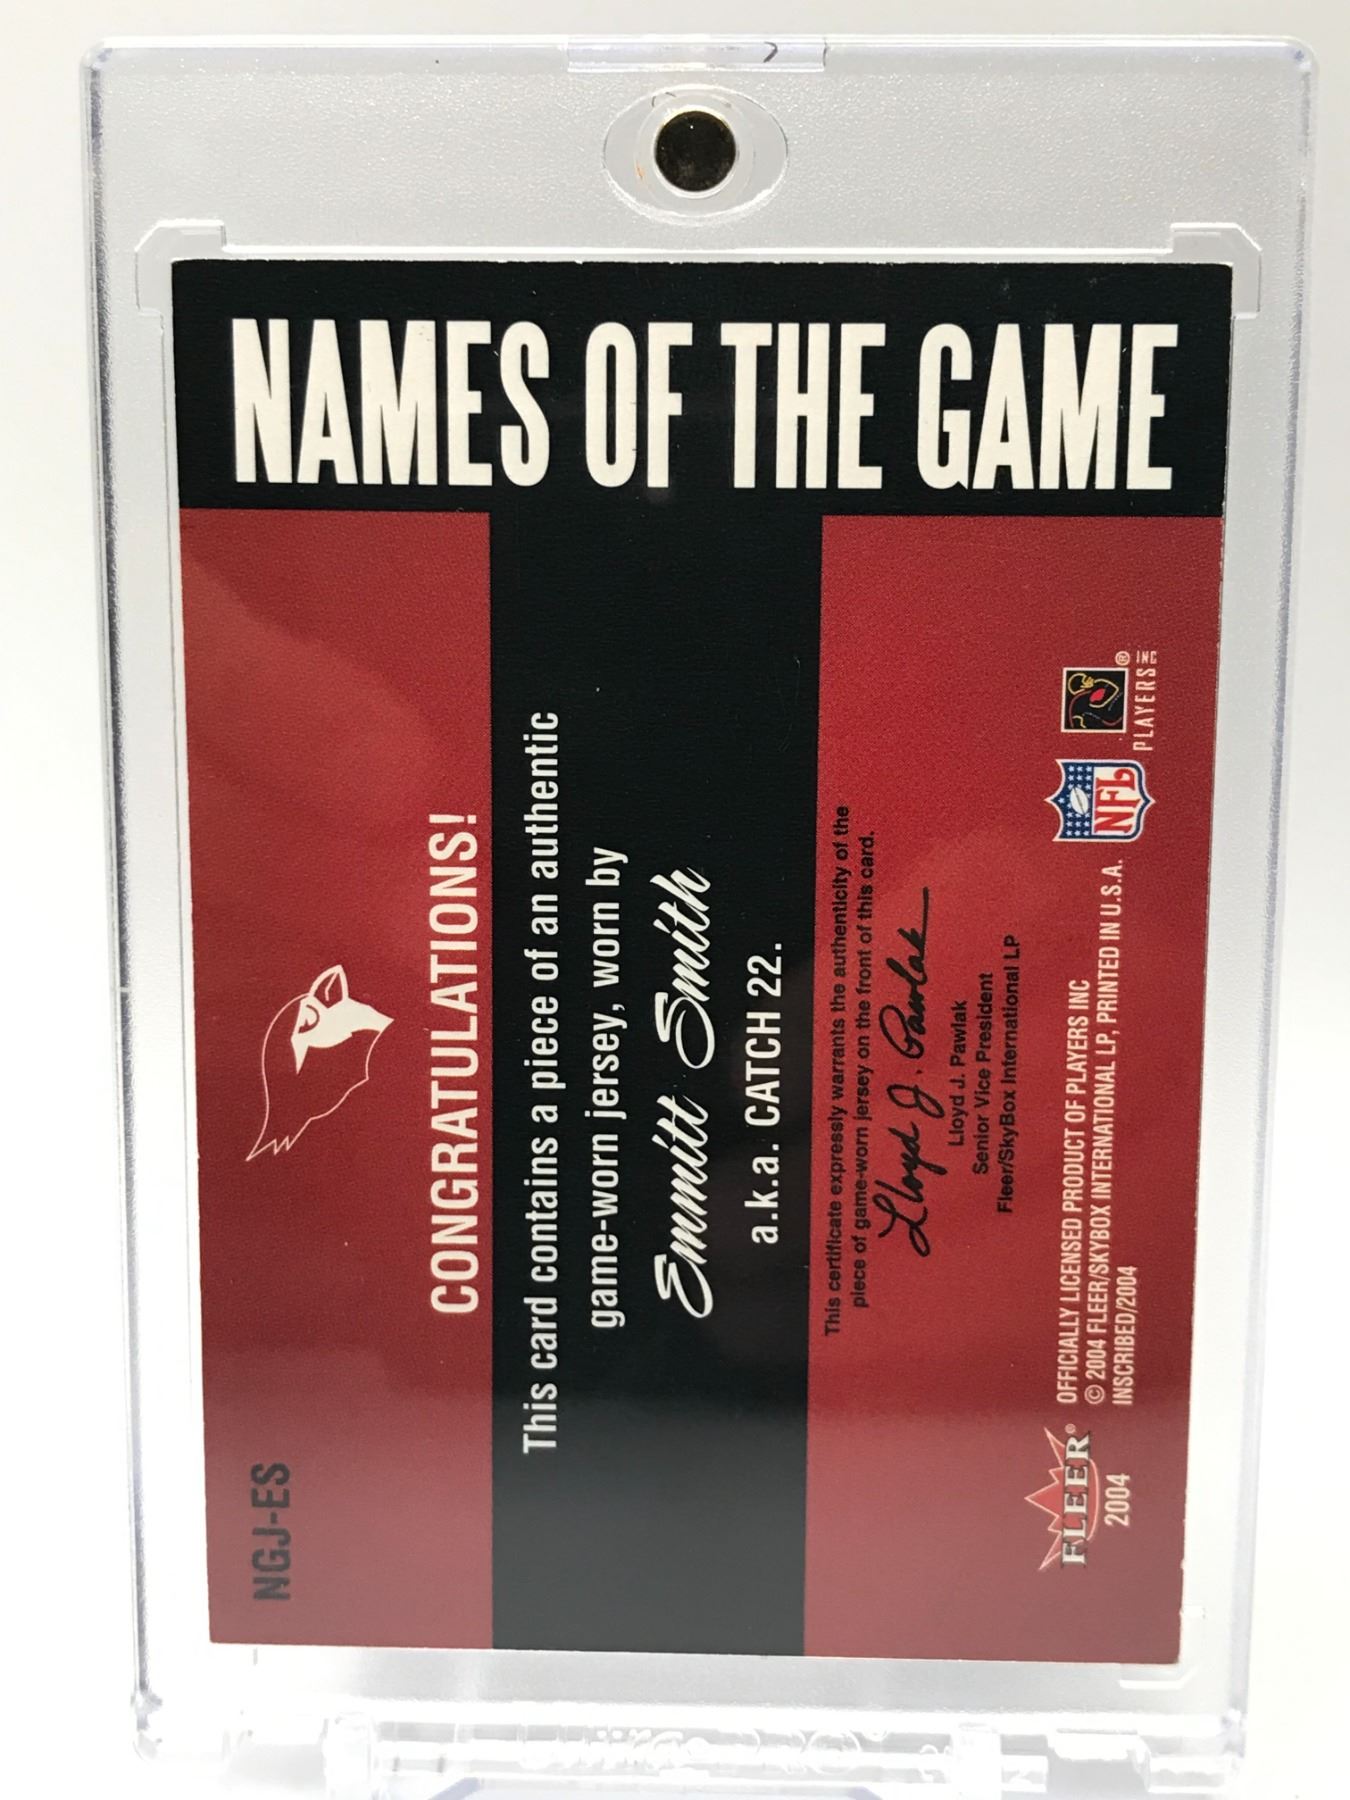 NAMES OF THE GAME
NGJ-ES
CONGRATULATIONS!
This card contains a piece of an authentic
game-worn jersey, worn by
Emmitt Smith
a.k.a. CATCH 22.
This certificate expressly warrants the authenticity of the
piece of game-worn jersey on the front of this card.
Lloyd J. Pawlak
Lloyd J. Pawlak
Senior Vice President
Fleer/SkyBox International LP
FLEER®
2004
OFFICIALLY LICENSED PRODUCT OF PLAYERS INC
© 2004 FLEER/SKYBOX INTERNATIONAL LP, PRINTED IN U.S.A.
INSCRIBED/2004
NFL
PLAYERS INC ®